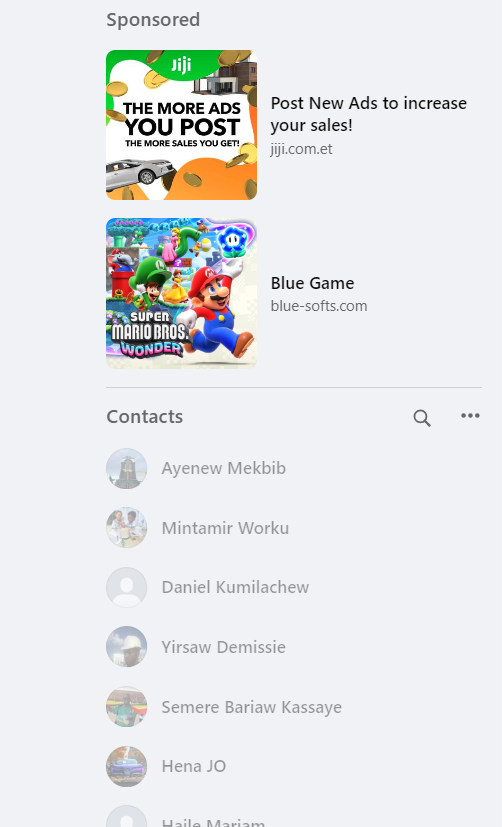 Sponsored
Jiji
THE MORE ADS
YOU POST
THE MORE SALES YOU GET!
Post New Ads to increase
your sales!
jiji.com.et
SUPER
MARIO BROS.
WONDER
Blue Game
blue-softs.com
Contacts
Ayenew Mekbib
Mintamir Worku
Daniel Kumilachew
Yirsaw Demissie
Semere Bariaw Kassaye
Hena JO
Haile Mariam